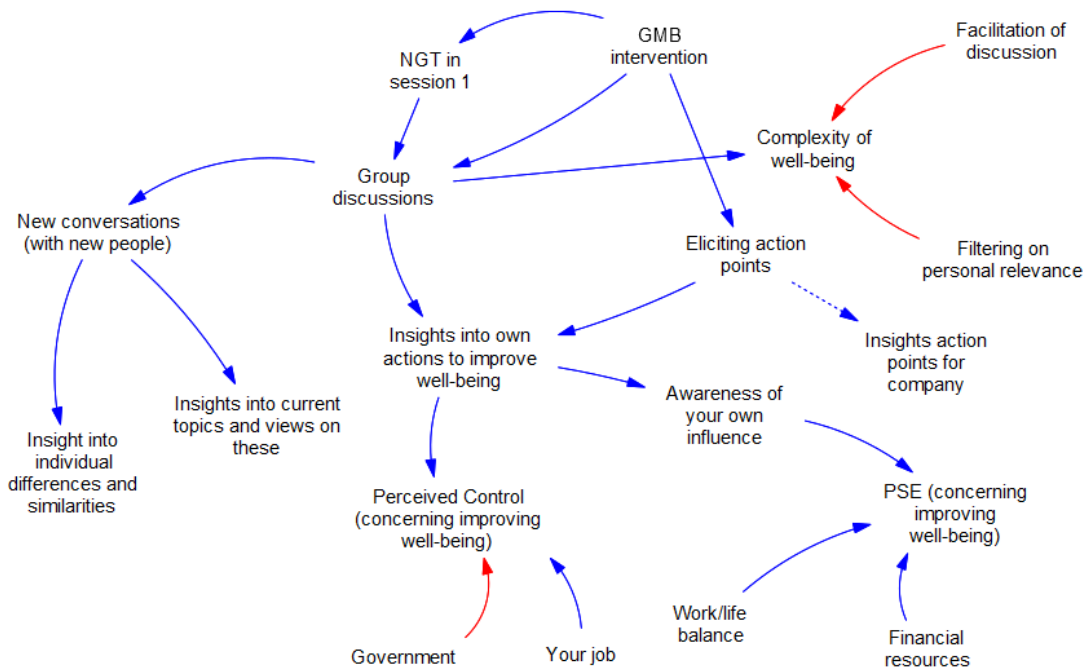 GMB
intervention
Facilitation of
discussion
NGT in
session 1
Complexity of
well-being
Group
discussions
New conversations
(with new people)
Eliciting action
points
Filtering on
personal relevance
Insights into own
actions to improve
well-being
Insights action
points for
company
Insights into current
topics and views on
these
Awareness of
your own
influence
Insight into
individual
differences and
similarities
Perceived Control
(concerning improving
well-being)
PSE (concerning
improving
well-being)
Work/life
balance
Financial
resources
Government
Your job